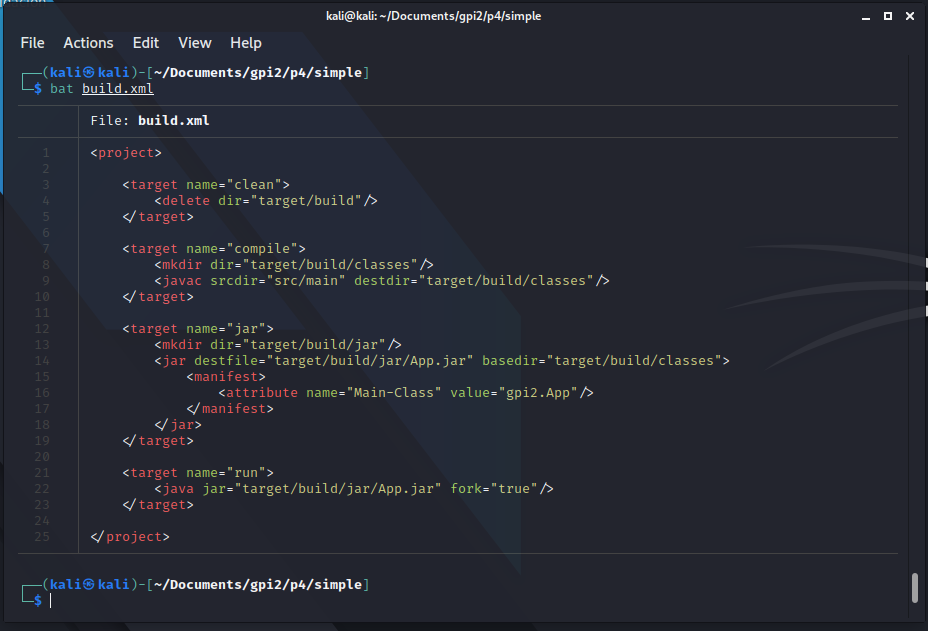 kali@kali: ~/Documents/gpi2/p4/simple
File Actions Edit View Help
┌──(kali㉿kali)-[~/Documents/gpi2/p4/simple]
└─$ bat build.xml
File: build.xml
1 <project>
2
3 <target name="clean">
4 <delete dir="target/build"/>
5 </target>
6
7 <target name="compile">
8 <mkdir dir="target/build/classes"/>
9 <javac srcdir="src/main" destdir="target/build/classes"/>
10 </target>
11
12 <target name="jar">
13 <mkdir dir="target/build/jar"/>
14 <jar destfile="target/build/jar/App.jar" basedir="target/build/classes">
15 <manifest>
16 <attribute name="Main-Class" value="gpi2.App"/>
17 </manifest>
18 </jar>
19 </target>
20
21 <target name="run">
22 <java jar="target/build/jar/App.jar" fork="true"/>
23 </target>
24
25 </project>
┌──(kali㉿kali)-[~/Documents/gpi2/p4/simple]
└─$